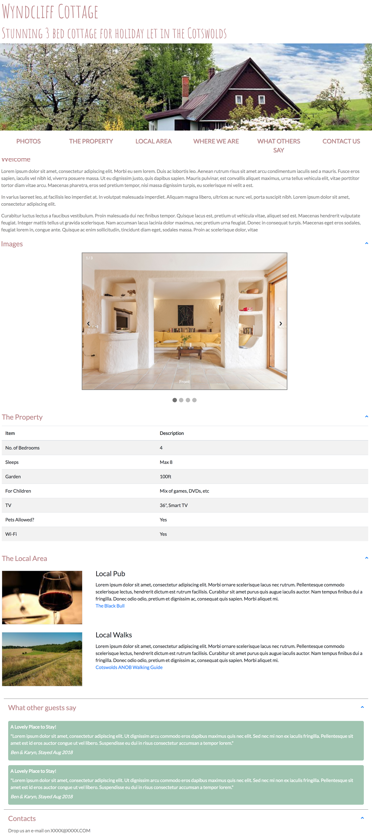 Wyndcliff Cottage
Stunning 3 bed cottage for holiday let in the Cotswolds
PHOTOS THE PROPERTY LOCAL AREA WHERE WE ARE WHAT OTHERS SAY CONTACT US
Welcome
Lorem ipsum dolor sit amet, consectetur adipiscing elit. Morbi eu sem lorem. Duis ac lobortis leo. Aenean rutrum risus sit amet arcu condimentum iaculis sed a mauris. Fusce eros
sapien, iaculis vel nibh id, viverra posuere massa. Ut eu dignissim justo, quis dapibus massa. Mauris pulvinar, est convallis aliquet maximus, urna tellus vehicula elit, vitae porttitor
tortor diam vitae arcu. Maecenas pharetra, eros sed pretium tempor, nisi massa dignissim turpis, eu scelerisque mi velit a est.
In varius laoreet leo, at facilisis leo imperdiet at. In volutpat malesuada imperdiet. Aliquam magna libero, ultrices ac nunc vel, porta suscipit nibh. Lorem ipsum dolor sit amet,
consectetur adipiscing elit.
Curabitur luctus lectus a faucibus vestibulum. Proin malesuada dui nec finibus tempor. Quisque lacus est, pretium ut vehicula vitae, aliquet sed est. Maecenas hendrerit vulputate
feugiat. Integer mattis tellus ut gravida scelerisque. Nam accumsan lacus lacinia dolor maximus, nec pretium urna feugiat. Donec in consequat turpis. Maecenas eget eros sodales,
feugiat lorem in, congue ante. Quisque ac enim sollicitudin, tincidunt diam eget, sodales massa. Proin ac scelerisque dolor, vitae
Images
The Property
Item Description
No. of Bedrooms 4
Sleeps Max 8
Garden 100ft
For Children Mix of games, DVDs, etc
TV 36", Smart TV
Pets Allowed? Yes
Wi-Fi Yes
The Local Area
Local Pub
Lorem ipsum dolor sit amet, consectetur adipiscing elit. Morbi ornare scelerisque lacus nec rutrum. Pellentesque commodo
scelerisque lectus, hendrerit dictum est rutrum facilisis. Curabitur sit amet purus quis augue iaculis auctor. Nam tempus finibus dui a
fringilla. Donec odio odio, pretium et dignissim ac, consequat quis sapien. Morbi aliquet mi.
The Black Bull
Local Walks
Lorem ipsum dolor sit amet, consectetur adipiscing elit. Morbi ornare scelerisque lacus nec rutrum. Pellentesque commodo
scelerisque lectus, hendrerit dictum est rutrum facilisis. Curabitur sit amet purus quis augue iaculis auctor. Nam tempus finibus dui a
fringilla. Donec odio odio, pretium et dignissim ac, consequat quis sapien. Morbi aliquet mi.
Cotswolds ANOB Walking Guide
What other guests say
A Lovely Place to Stay!
"Lorem ipsum dolor sit amet, consectetur adipiscing elit. Ut dignissim arcu commodo eros dapibus maximus quis nec elit. Sed nec mi non ex iaculis fringilla. Pellentesque sit
amet est id eros auctor congue ut vel libero. Suspendisse eu dui in risus consectetur accumsan a tempor lorem."
Ben & Karyn, Stayed Aug 2018
A Lovely Place to Stay!
"Lorem ipsum dolor sit amet, consectetur adipiscing elit. Ut dignissim arcu commodo eros dapibus maximus quis nec elit. Sed nec mi non ex iaculis fringilla. Pellentesque sit
amet est id eros auctor congue ut vel libero. Suspendisse eu dui in risus consectetur accumsan a tempor lorem."
Ben & Karyn, Stayed Aug 2018
Contacts
Drop us an e-mail on XXXX@XXXX.COM